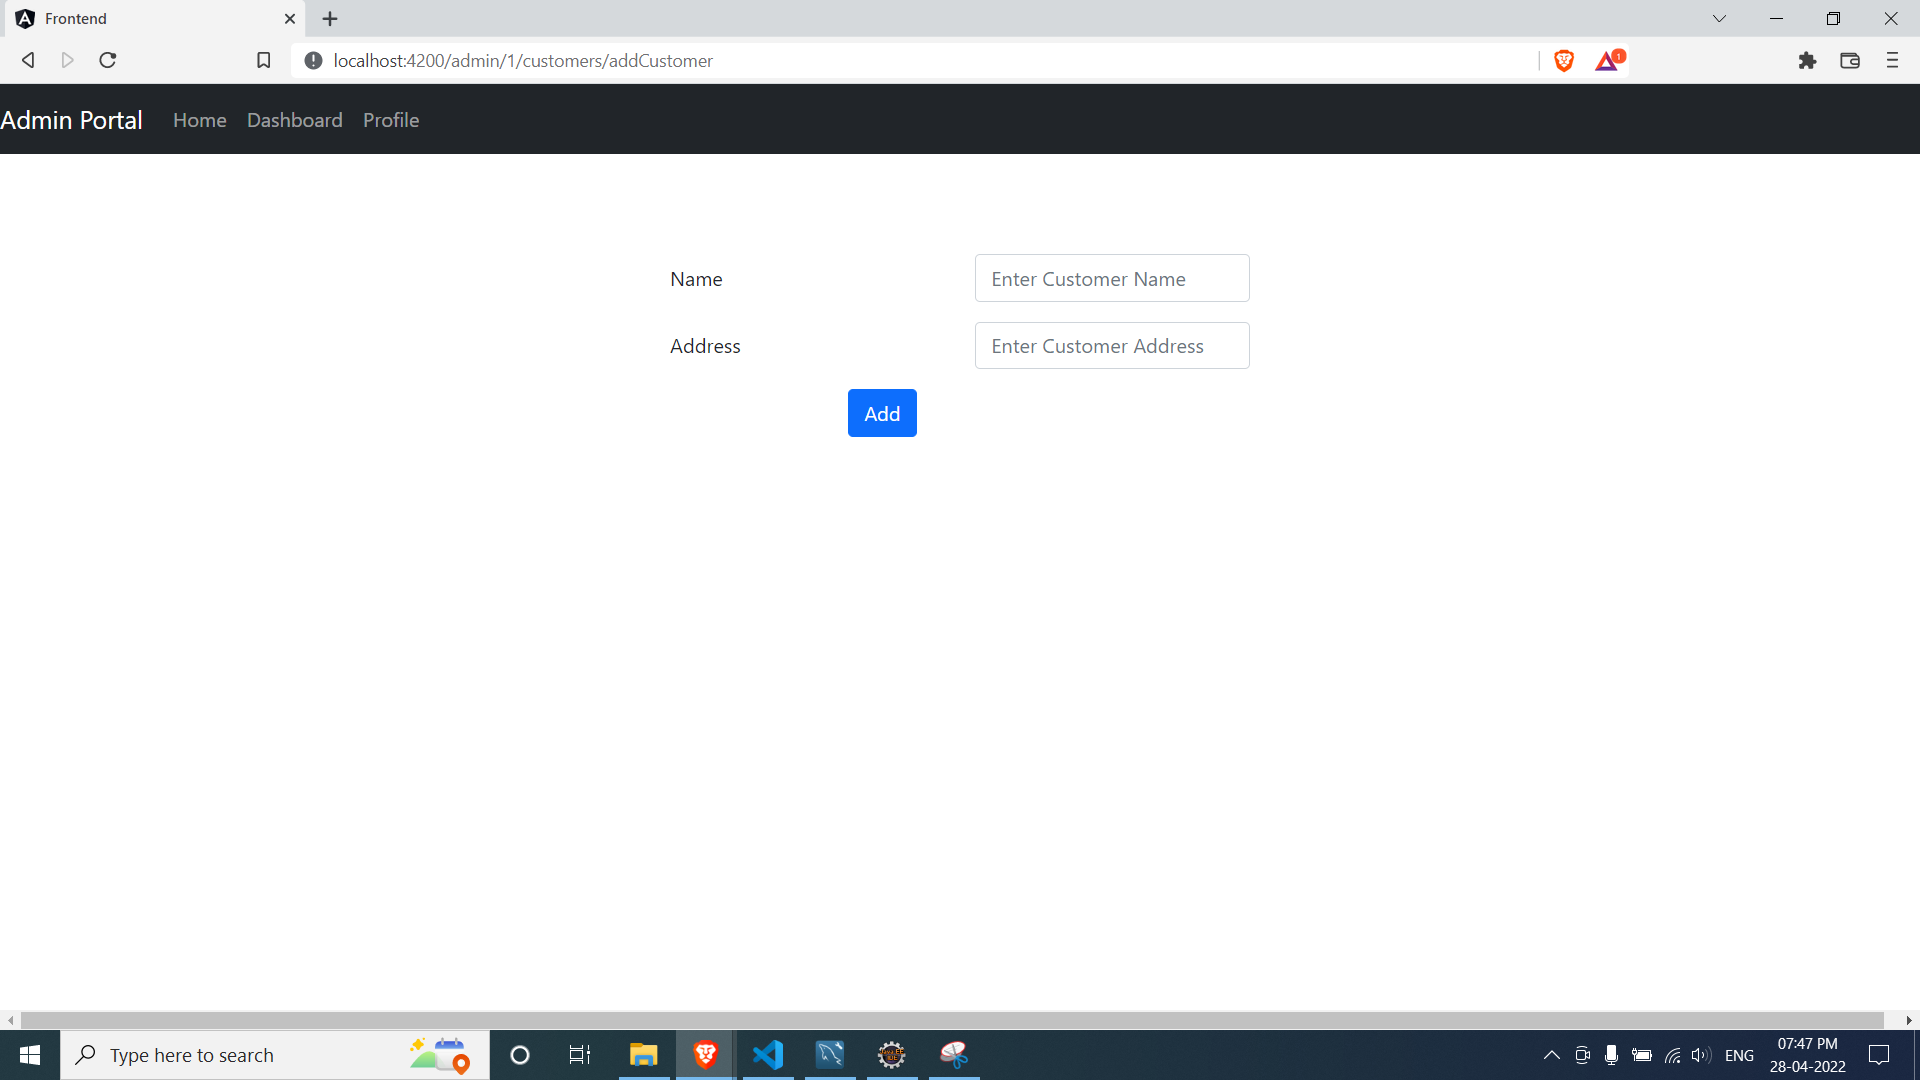 Frontend
localhost:4200/admin/1/customers/addCustomer
1
Admin Portal Home Dashboard Profile
Name Enter Customer Name
Address Enter Customer Address
Add
Type here to search
ENG
07:47 PM
28-04-2022